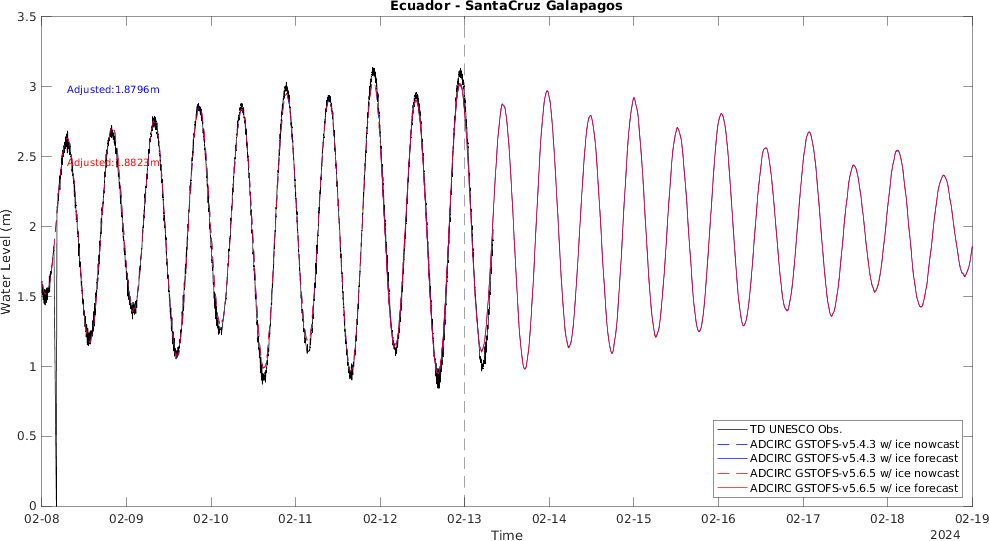 Ecuador - SantaCruz Galapagos
3.5
3
2.5
2
1.5
1
0.5
0
Water Level (m)
Adjusted:1.8796m
Adjusted:1.8823m
TD UNESCO Obs.
ADCIRC GSTOFS-v5.4.3 w/ ice nowcast
ADCIRC GSTOFS-v5.4.3 w/ ice forecast
ADCIRC GSTOFS-v5.6.5 w/ ice nowcast
ADCIRC GSTOFS-v5.6.5 w/ ice forecast
02-08 02-09 02-10 02-11 02-12 02-13 02-14 02-15 02-16 02-17 02-18 02-19
Time
2024